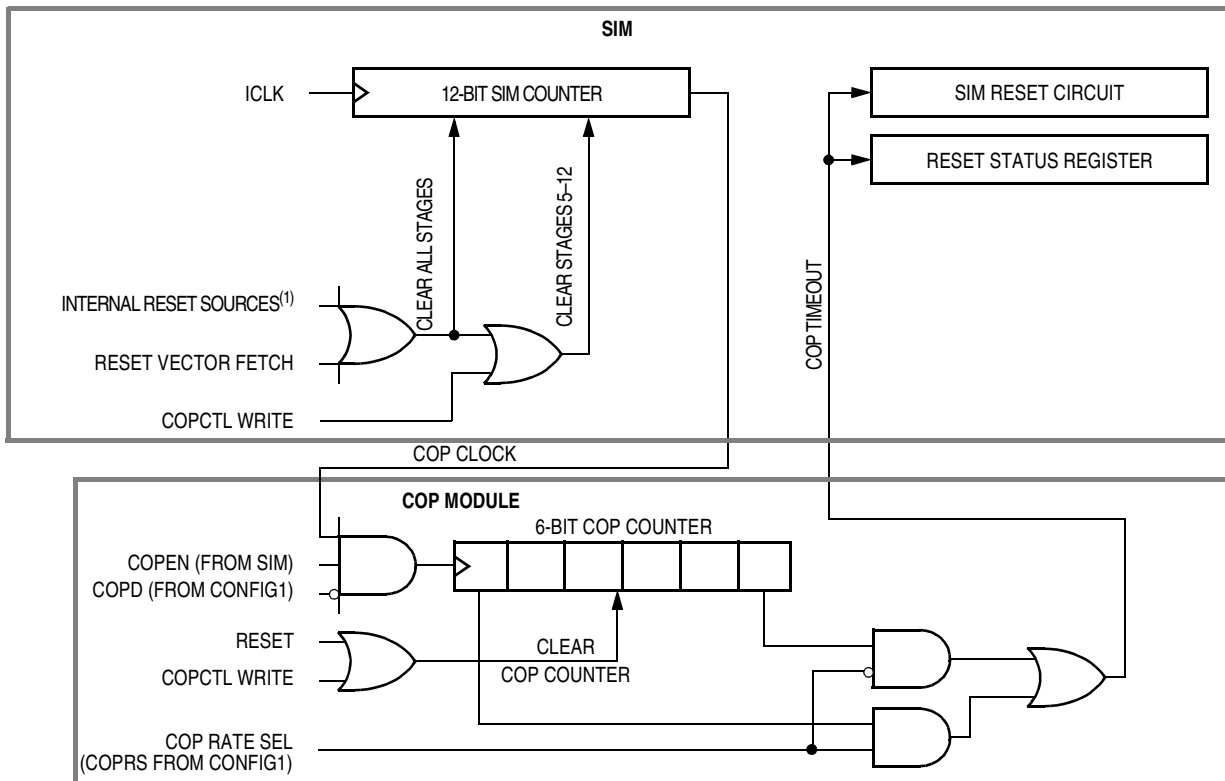 SIM
ICLK
12-BIT SIM COUNTER
SIM RESET CIRCUIT
RESET STATUS REGISTER
CLEAR ALL STAGES
CLEAR STAGES 5–12
COP TIMEOUT
INTERNAL RESET SOURCES(1)
RESET VECTOR FETCH
COPCTL WRITE
COP CLOCK
COP MODULE
6-BIT COP COUNTER
COPEN (FROM SIM)
COPD (FROM CONFIG1)
RESET
CLEAR
COPCTL WRITE
COP COUNTER
COP RATE SEL
(COPRS FROM CONFIG1)